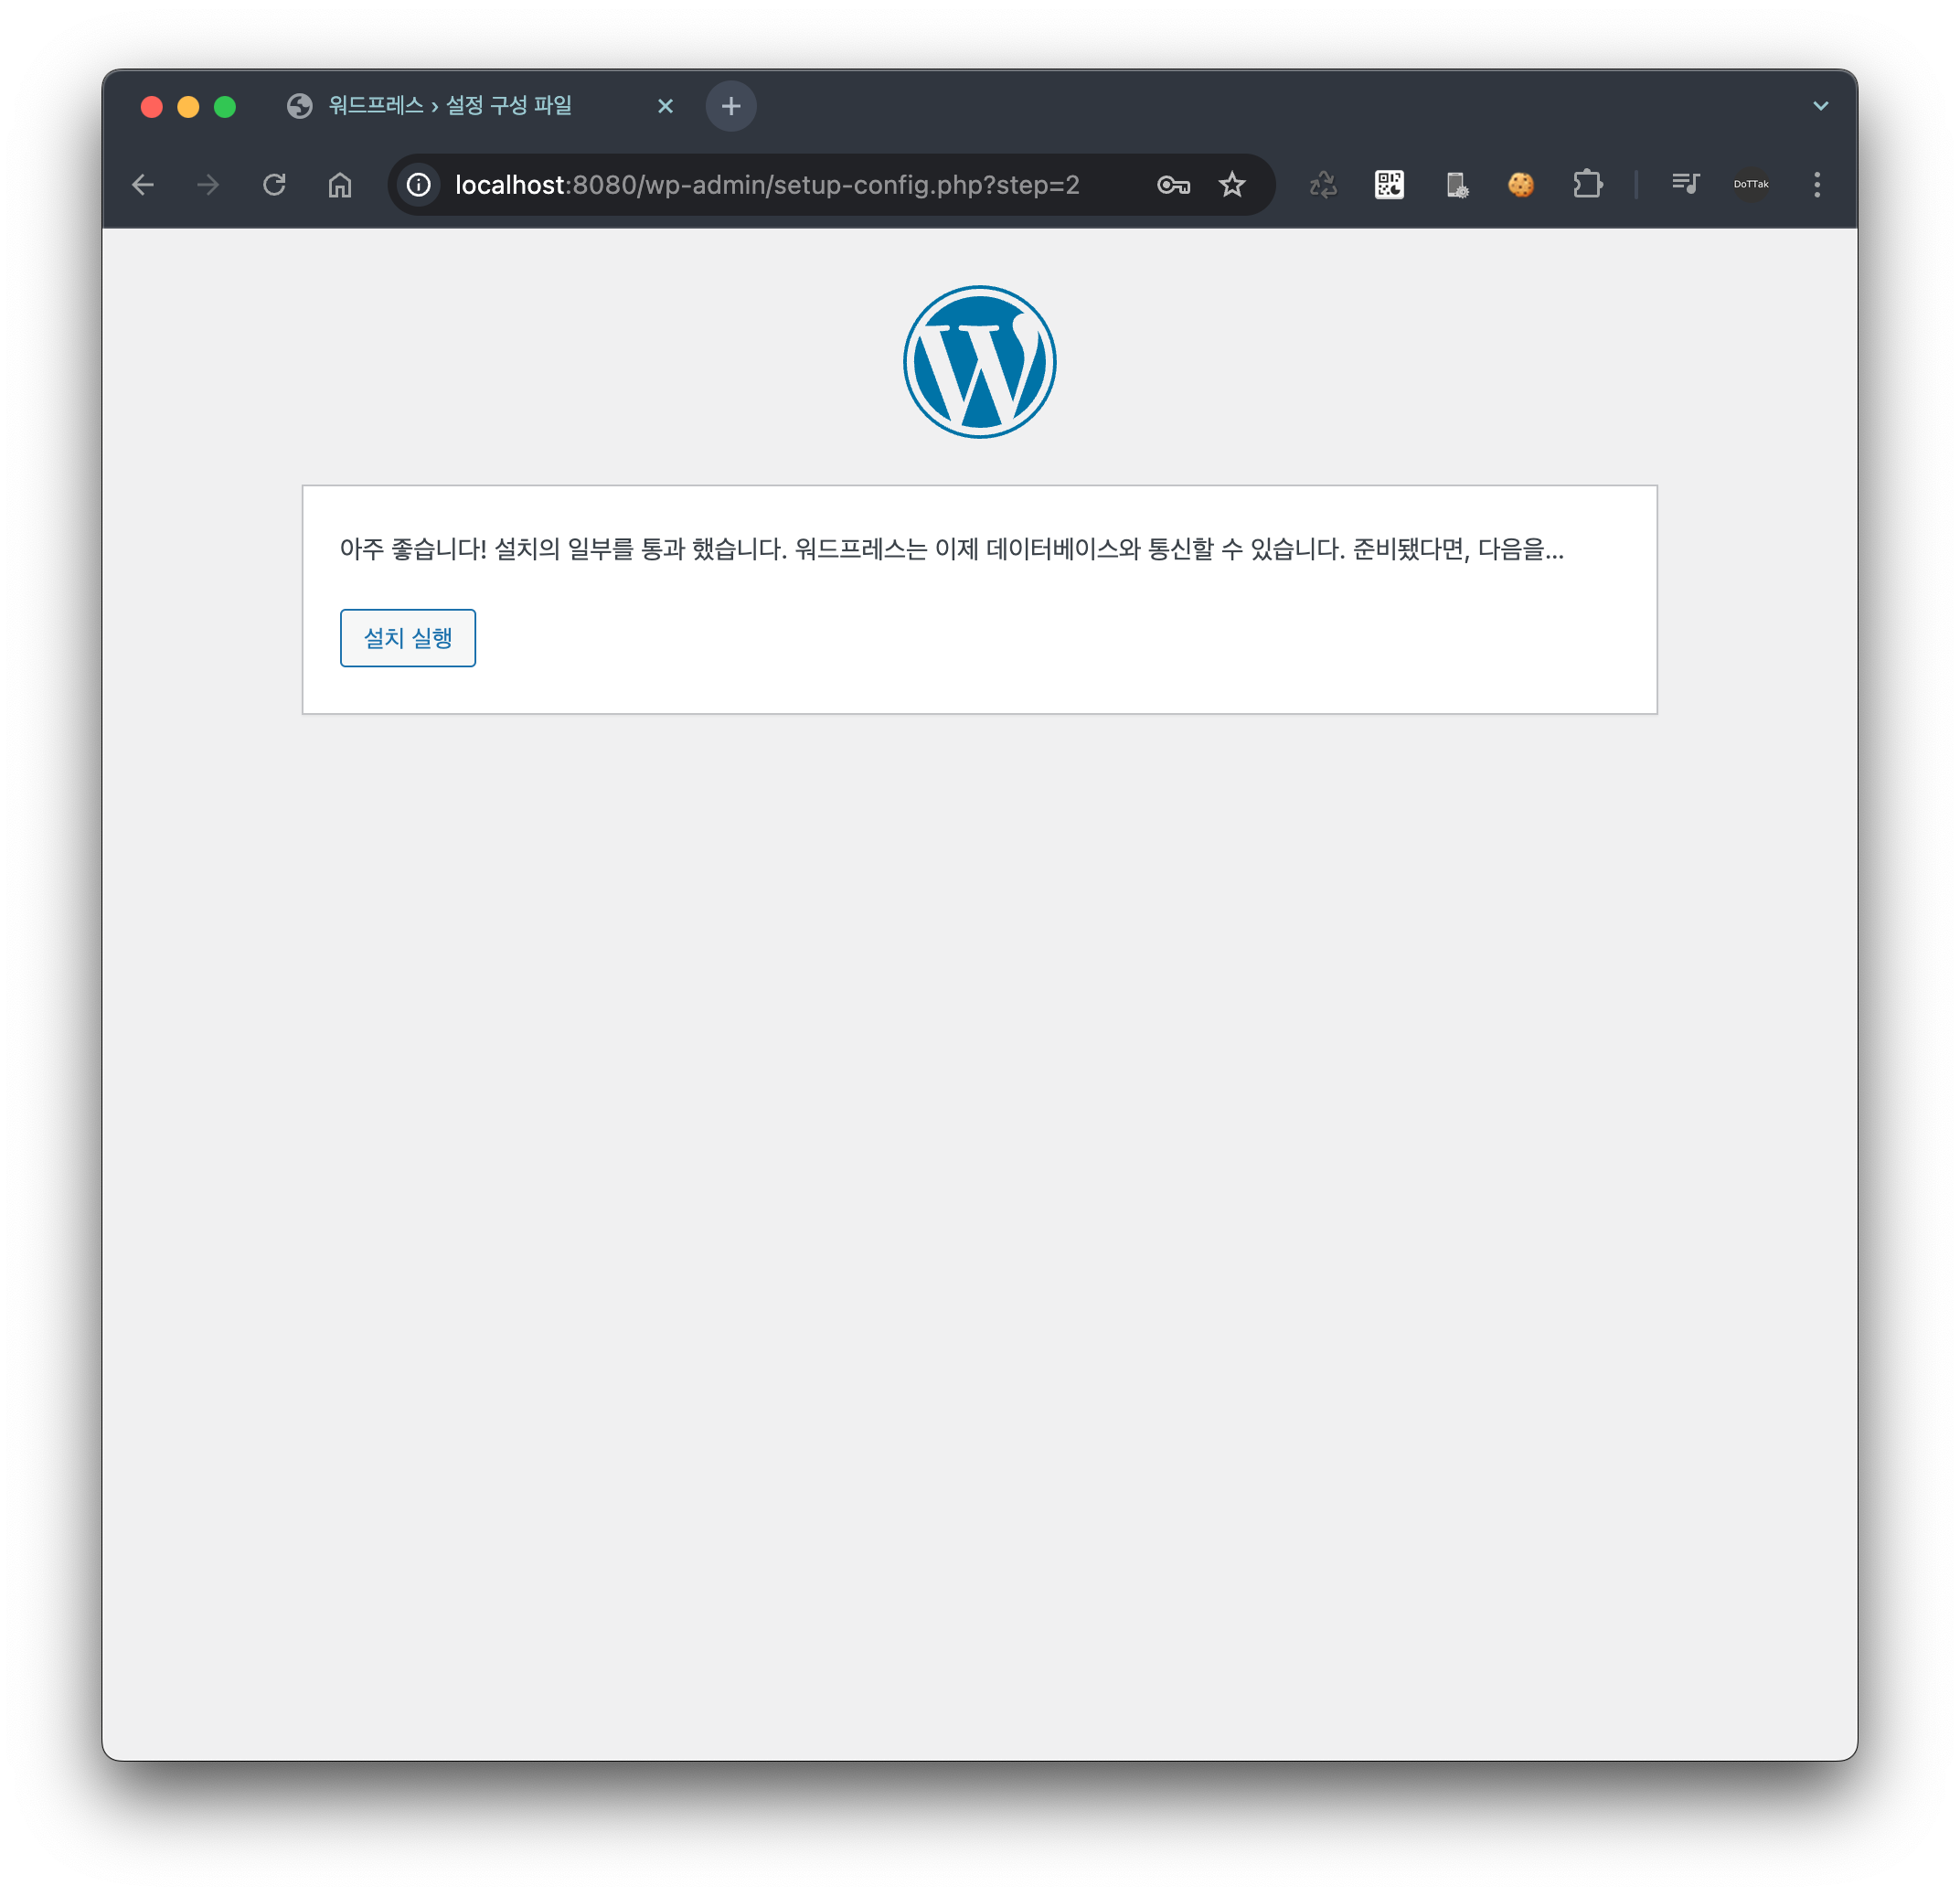 워드프레스 › 설정 구성 파일
localhost:8080/wp-admin/setup-config.php?step=2
DoTTak
아주 좋습니다! 설치의 일부를 통과 했습니다. 워드프레스는 이제 데이터베이스와 통신할 수 있습니다. 준비됐다면, 다음을…
설치 실행